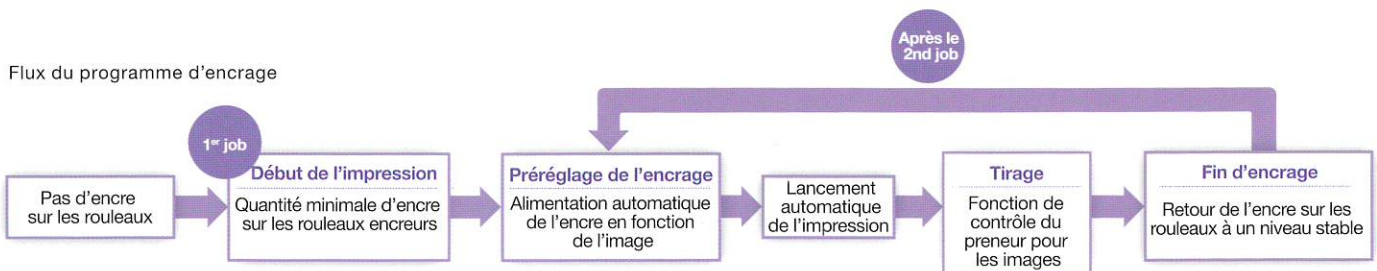 Après le
2nd job
Flux du programme d'encrage
1er job
Pas d'encre
sur les rouleaux
Début de l'impression
Quantité minimale d'encre
sur les rouleaux encreurs
Préréglage de l'encrage
Alimentation automatique
de l'encre en fonction
de l'image
Lancement
automatique
de l'impression
Tirage
Fonction de
contrôle du
preneur pour
les images
Fin d'encrage
Retour de l'encre sur les
rouleaux à un niveau stable